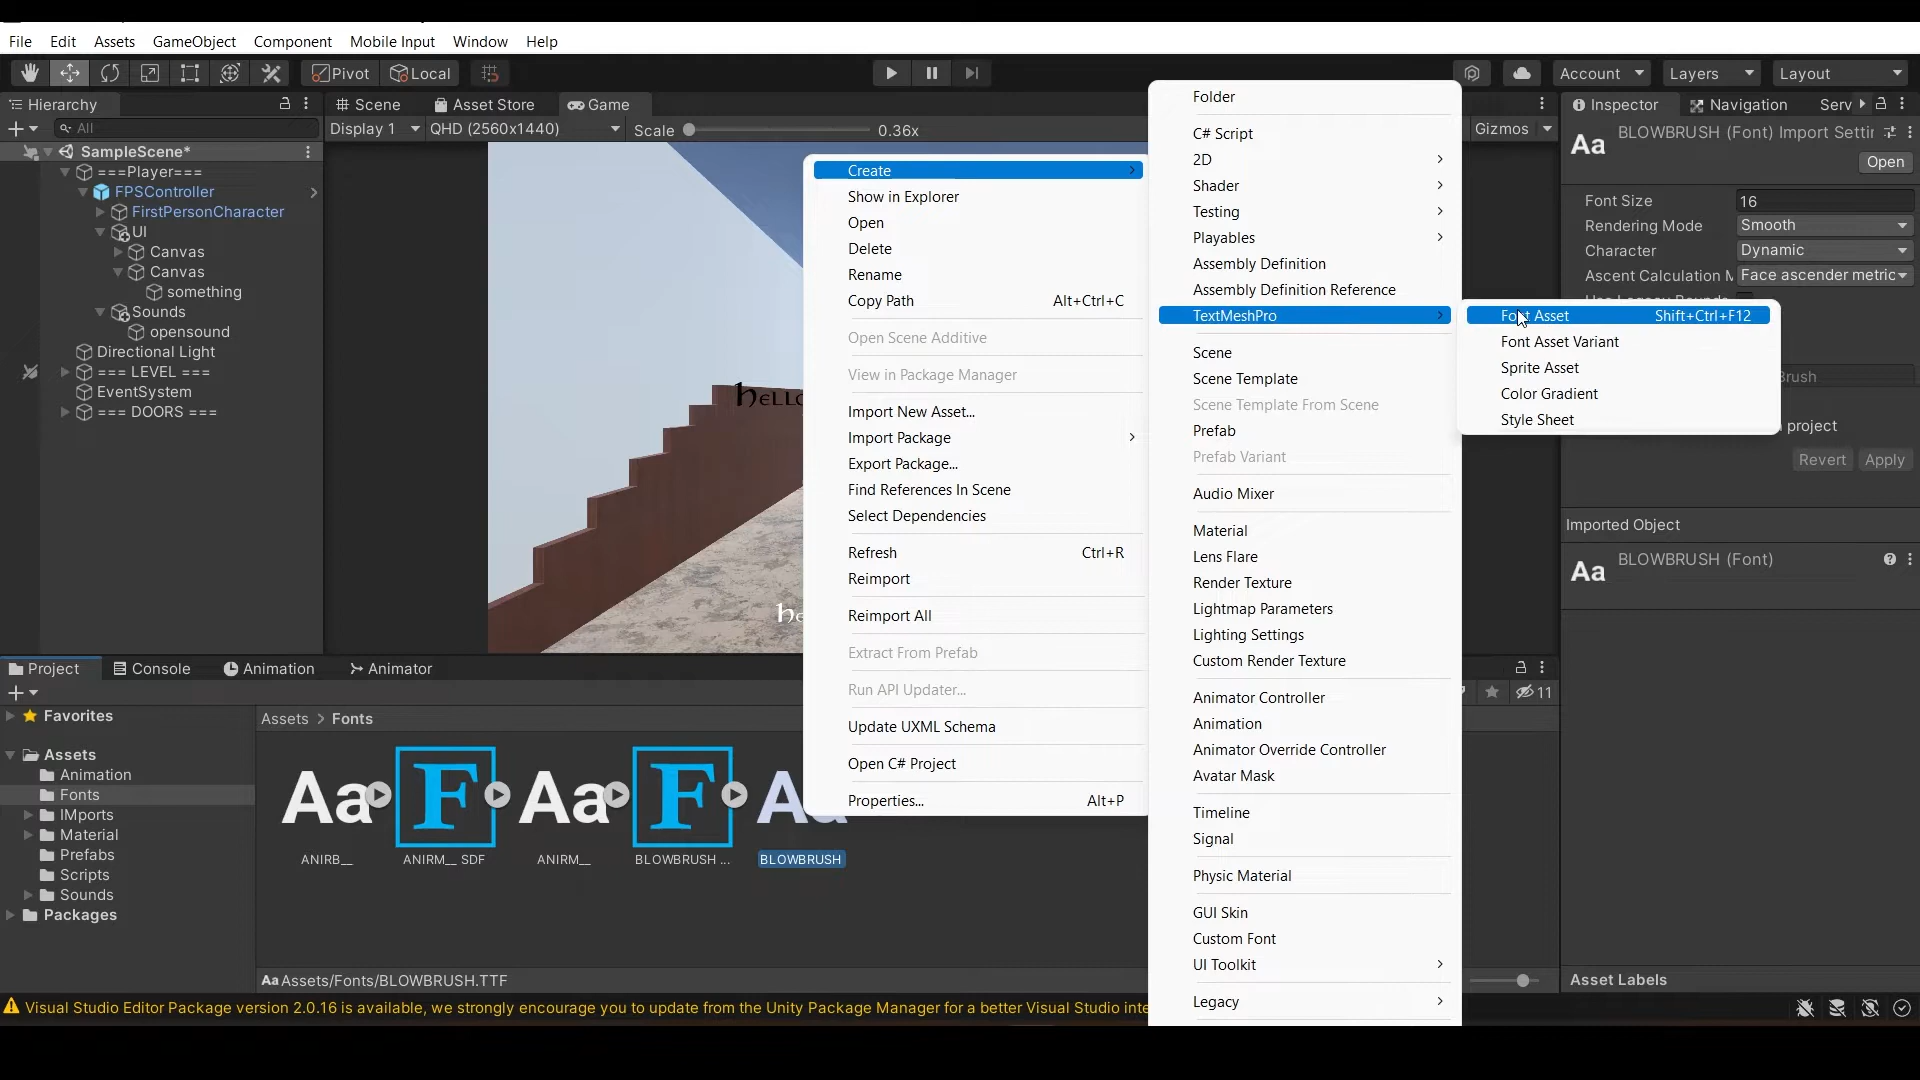 File Edit Assets GameObject Component Mobile Input Window Help
Pivot Local Account Layers Layout
Hierarchy Scene Asset Store Game Inspector Navigation Serv
All Display 1 QHD (2560x1440) Scale 0.36x Gizmos
SampleScene*
===Player===
FPSController
FirstPersonCharacter
UI
Canvas
Canvas
something
Sounds
opensound
Directional Light
=== LEVEL ===
EventSystem
=== DOORS ===
Create
Show in Explorer
Open
Delete
Rename
Copy Path Alt+Ctrl+C
Open Scene Additive
View in Package Manager
Import New Asset...
Import Package
Export Package...
Find References In Scene
Select Dependencies
Refresh Ctrl+R
Reimport
Reimport All
Extract From Prefab
Run API Updater...
Update UXML Schema
Open C# Project
Properties... Alt+P
Folder
C# Script
2D
Shader
Testing
Playables
Assembly Definition
Assembly Definition Reference
TextMeshPro
Scene
Scene Template
Scene Template From Scene
Prefab
Prefab Variant
Audio Mixer
Material
Lens Flare
Render Texture
Lightmap Parameters
Lighting Settings
Custom Render Texture
Animator Controller
Animation
Animator Override Controller
Avatar Mask
Timeline
Signal
Physic Material
GUI Skin
Custom Font
UI Toolkit
Legacy
Font Asset Shift+Ctrl+F12
Font Asset Variant
Sprite Asset
Color Gradient
Style Sheet
Aa BLOWBRUSH (Font) Import Settin
Open
Font Size 16
Rendering Mode Smooth
Character Dynamic
Ascent Calculation M Face ascender metric
Brush
project
Revert Apply
Imported Object
Aa BLOWBRUSH (Font)
Asset Labels
Project Console Animation Animator
11
Favorites
Assets
Animation
Fonts
IMports
Material
Prefabs
Scripts
Sounds
Packages
Assets > Fonts
Aa F Aa F
ANIRB__ ANIRM__ SDF ANIRM__ BLOWBRUSH ... BLOWBRUSH
Aa Assets/Fonts/BLOWBRUSH.TTF
Visual Studio Editor Package version 2.0.16 is available, we strongly encourage you to update from the Unity Package Manager for a better Visual Studio inte